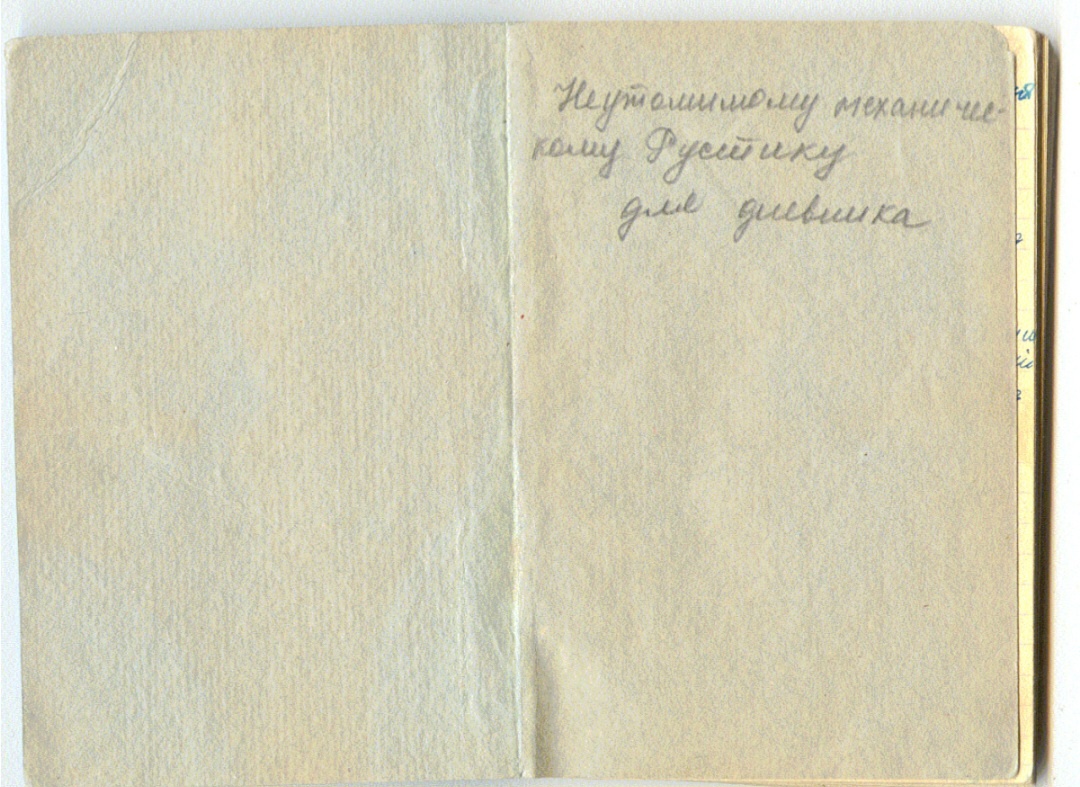 Неутомимому механичес-
кому Рустику
для дневника